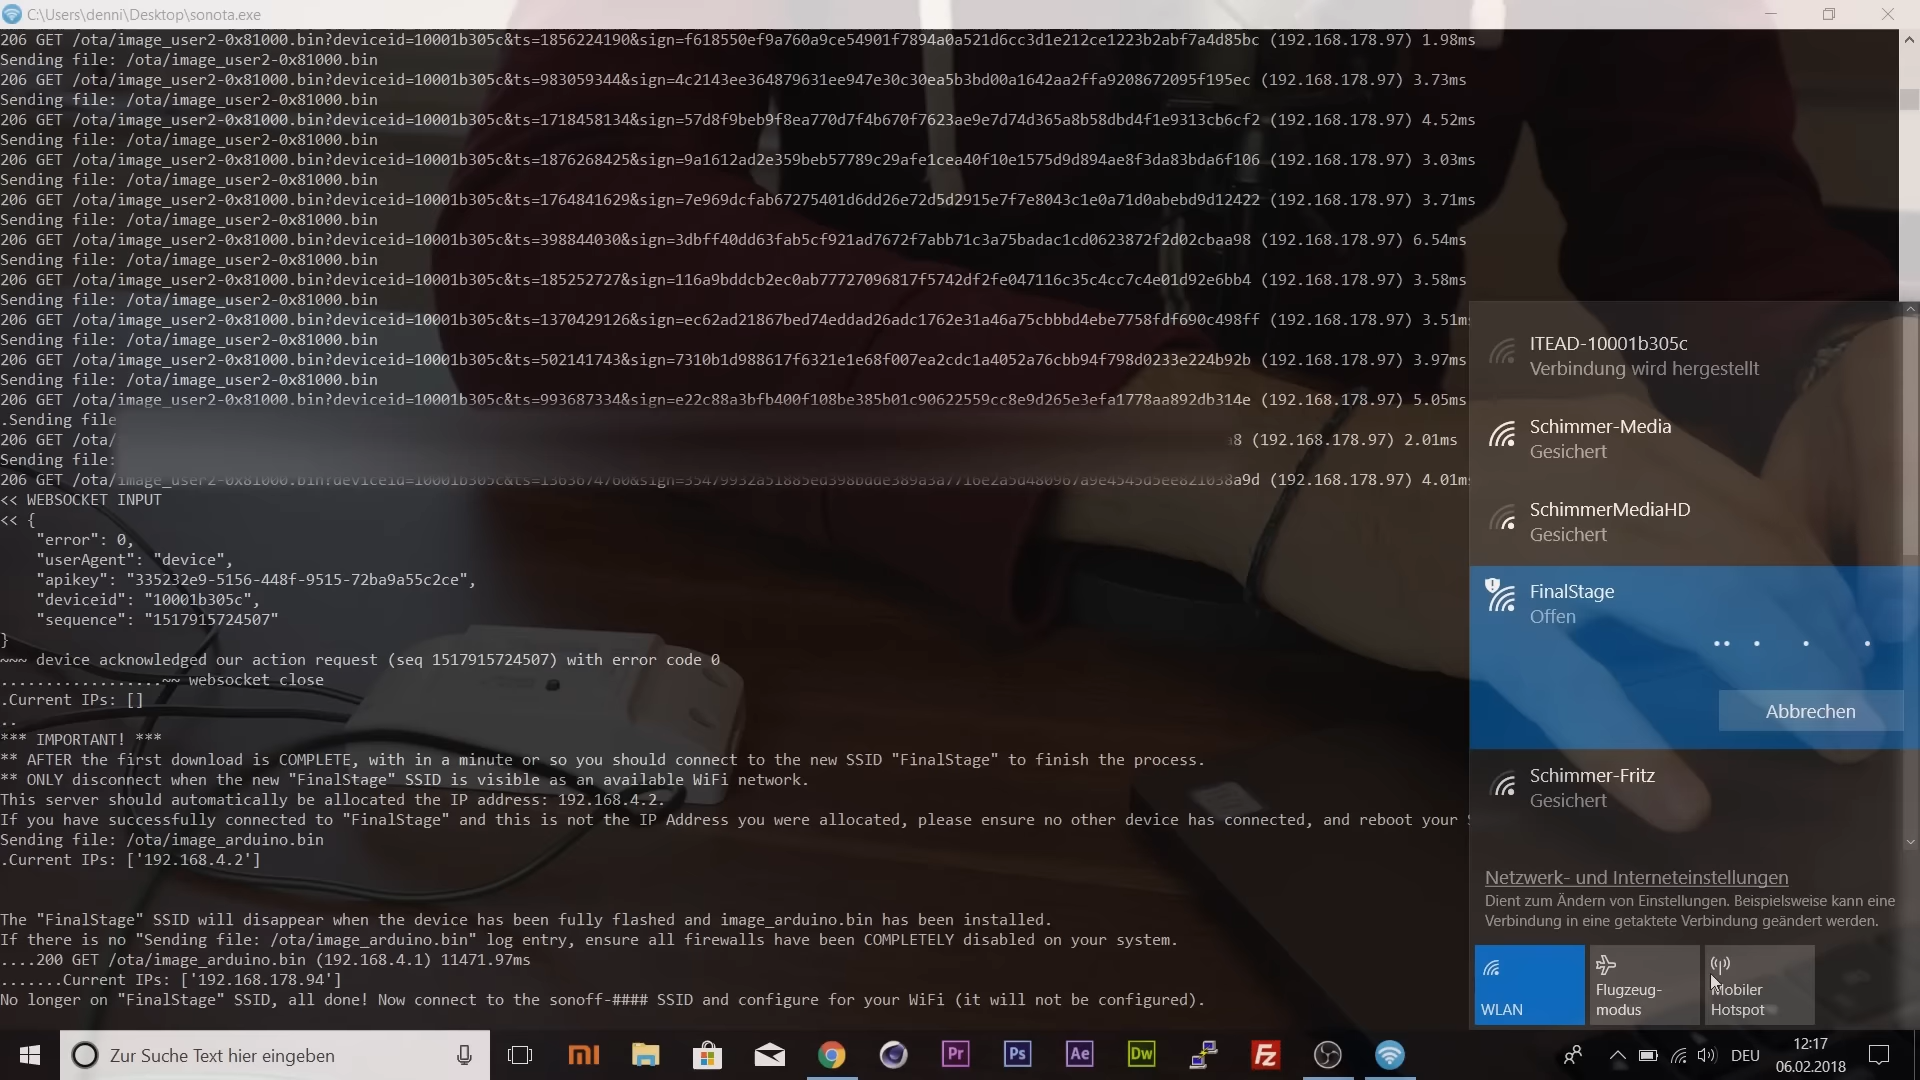 C:\Users\denni\Desktop\sonota.exe
206 GET /ota/image_user2-0x81000.bin?deviceid=10001b305c&ts=1856224190&sign=f618550ef9a760a9ce54901f7894a0a521d6cc3d1e212ce1223b2abf7a4d85bc (192.168.178.97) 1.98ms
Sending file: /ota/image_user2-0x81000.bin
206 GET /ota/image_user2-0x81000.bin?deviceid=10001b305c&ts=983059344&sign=4c2143ee364879631ee947e30c30ea5b3bd00a1642aa2ffa9208672095f195ec (192.168.178.97) 3.73ms
Sending file: /ota/image_user2-0x81000.bin
206 GET /ota/image_user2-0x81000.bin?deviceid=10001b305c&ts=1718458134&sign=57d8f9beb9f8ea770d7f4b670f7623ae9e7d74d365a8b58dbd4f1e9313cb6cf2 (192.168.178.97) 4.52ms
Sending file: /ota/image_user2-0x81000.bin
206 GET /ota/image_user2-0x81000.bin?deviceid=10001b305c&ts=1876268425&sign=9a1612ad2e359beb57789c29afe1cea40f10e1575d9d894ae8f3da83bda6f106 (192.168.178.97) 3.03ms
Sending file: /ota/image_user2-0x81000.bin
206 GET /ota/image_user2-0x81000.bin?deviceid=10001b305c&ts=1764841629&sign=7e969dcfab67275401d6dd26e72d5d2915e7f7e8043c1e0a71d0abebd9d12422 (192.168.178.97) 3.71ms
Sending file: /ota/image_user2-0x81000.bin
206 GET /ota/image_user2-0x81000.bin?deviceid=10001b305c&ts=398844030&sign=3dbff40dd63fab5cf921ad7672f7abb71c3a75badac1cd0623872f2d02cbaa98 (192.168.178.97) 6.54ms
Sending file: /ota/image_user2-0x81000.bin
206 GET /ota/image_user2-0x81000.bin?deviceid=10001b305c&ts=185252727&sign=116a9bddcb2ec0ab77727096817f5742df2fe047116c35c4cc7c4e01d92e6bb4 (192.168.178.97) 3.58ms
Sending file: /ota/image_user2-0x81000.bin
206 GET /ota/image_user2-0x81000.bin?deviceid=10001b305c&ts=1370429126&sign=ec62ad21867bed74eddad26adc1762e31a46a75cbbbd4ebe7758fdf690c498ff (192.168.178.97) 3.51m
Sending file: /ota/image_user2-0x81000.bin
206 GET /ota/image_user2-0x81000.bin?deviceid=10001b305c&ts=502141743&sign=7310b1d988617f6321e1e68f007ea2cdc1a4052a76cbb94f798d0233e224b92b (192.168.178.97) 3.97ms
Sending file: /ota/image_user2-0x81000.bin
206 GET /ota/image_user2-0x81000.bin?deviceid=10001b305c&ts=993687334&sign=e22c88a3bfb400f108be385b01c90622559cc8e9d265e3efa1778aa892db314e (192.168.178.97) 5.05ms
.Sending file
206 GET /ota/ 8 (192.168.178.97) 2.01ms
Sending file:
206 GET /ota/image_user2-0x81000.bin?deviceid=10001b305c (192.168.178.97) 4.01ms
<< WEBSOCKET INPUT
<< {
"error": 0,
"userAgent": "device",
"apikey": "335232e9-5156-448f-9515-72ba9a55c2ce",
"deviceid": "10001b305c",
"sequence": "1517915724507"
}
~~~ device acknowledged our action request (seq 1517915724507) with error code 0
..................~~ websocket close
.Current IPs: []
..
*** IMPORTANT! ***
** AFTER the first download is COMPLETE, with in a minute or so you should connect to the new SSID "FinalStage" to finish the process.
** ONLY disconnect when the new "FinalStage" SSID is visible as an available WiFi network.
This server should automatically be allocated the IP address: 192.168.4.2.
If you have successfully connected to "FinalStage" and this is not the IP Address you were allocated, please ensure no other device has connected, and reboot your
Sending file: /ota/image_arduino.bin
.Current IPs: ['192.168.4.2']
The "FinalStage" SSID will disappear when the device has been fully flashed and image_arduino.bin has been installed.
If there is no "Sending file: /ota/image_arduino.bin" log entry, ensure all firewalls have been COMPLETELY disabled on your system.
....200 GET /ota/image_arduino.bin (192.168.4.1) 11471.97ms
.......Current IPs: ['192.168.178.94']
No longer on "FinalStage" SSID, all done! Now connect to the sonoff-#### SSID and configure for your WiFi (it will not be configured).
ITEAD-10001b305c
Verbindung wird hergestellt
Schimmer-Media
Gesichert
SchimmerMediaHD
Gesichert
FinalStage
Offen
Abbrechen
Schimmer-Fritz
Gesichert
Netzwerk- und Interneteinstellungen
Dient zum Ändern von Einstellungen. Beispielsweise kann eine
Verbindung in eine getaktete Verbindung geändert werden.
WLAN
Flugzeug-
modus
Mobiler
Hotspot
Zur Suche Text hier eingeben
Pr
Ps
Ae
Dw
Fz
DEU
12:17
06.02.2018